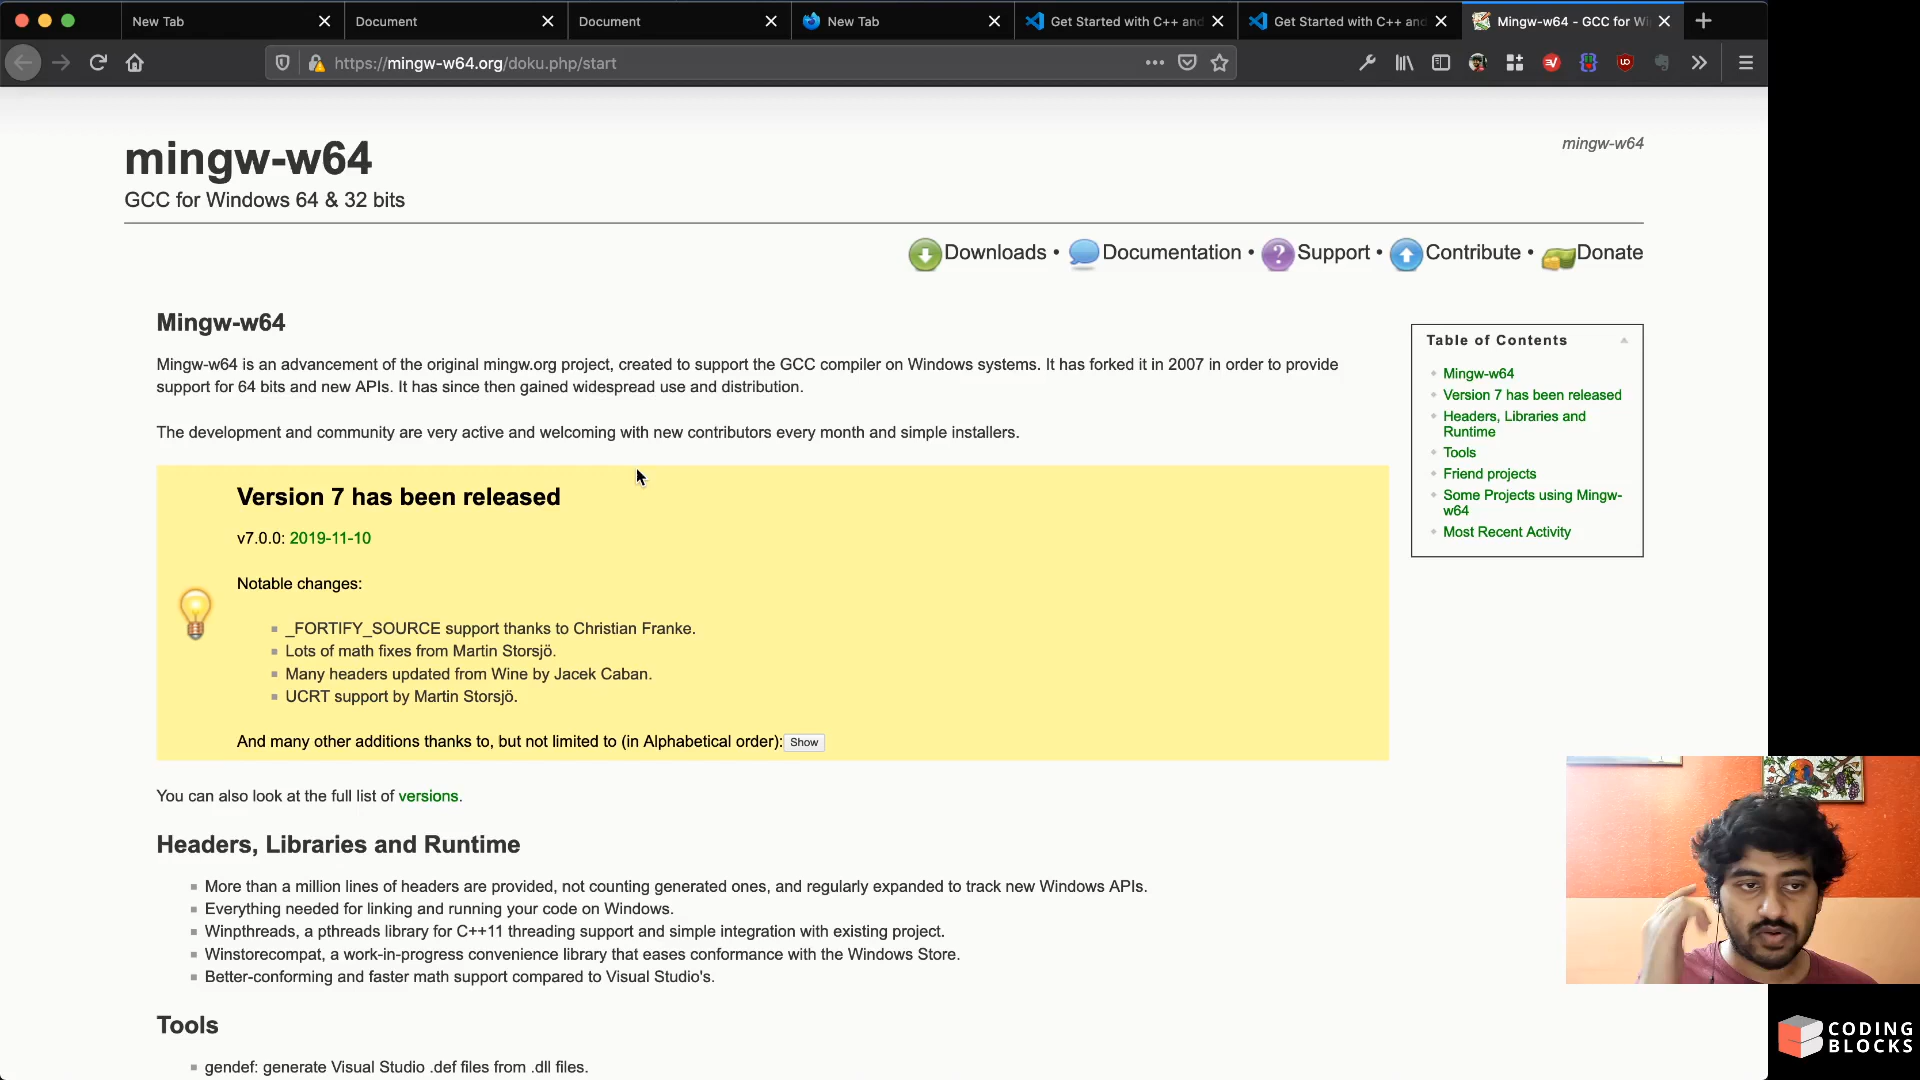 New Tab
Document
Document
New Tab
Get Started with C++ and
Get Started with C++ and
Mingw-w64 - GCC for Wi
https://mingw-w64.org/doku.php/start
mingw-w64
mingw-w64
GCC for Windows 64 & 32 bits
Downloads • Documentation • Support • Contribute • Donate
Mingw-w64
Mingw-w64 is an advancement of the original mingw.org project, created to support the GCC compiler on Windows systems. It has forked it in 2007 in order to provide
support for 64 bits and new APIs. It has since then gained widespread use and distribution.
The development and community are very active and welcoming with new contributors every month and simple installers.
Version 7 has been released
v7.0.0: 2019-11-10
Notable changes:
_FORTIFY_SOURCE support thanks to Christian Franke.
Lots of math fixes from Martin Storsjö.
Many headers updated from Wine by Jacek Caban.
UCRT support by Martin Storsjö.
And many other additions thanks to, but not limited to (in Alphabetical order): Show
You can also look at the full list of versions.
Headers, Libraries and Runtime
More than a million lines of headers are provided, not counting generated ones, and regularly expanded to track new Windows APIs.
Everything needed for linking and running your code on Windows.
Winpthreads, a pthreads library for C++11 threading support and simple integration with existing project.
Winstorecompat, a work-in-progress convenience library that eases conformance with the Windows Store.
Better-conforming and faster math support compared to Visual Studio's.
Tools
gendef: generate Visual Studio .def files from .dll files.
Table of Contents
Mingw-w64
Version 7 has been released
Headers, Libraries and
Runtime
Tools
Friend projects
Some Projects using Mingw-
w64
Most Recent Activity
CODING
BLOCKS